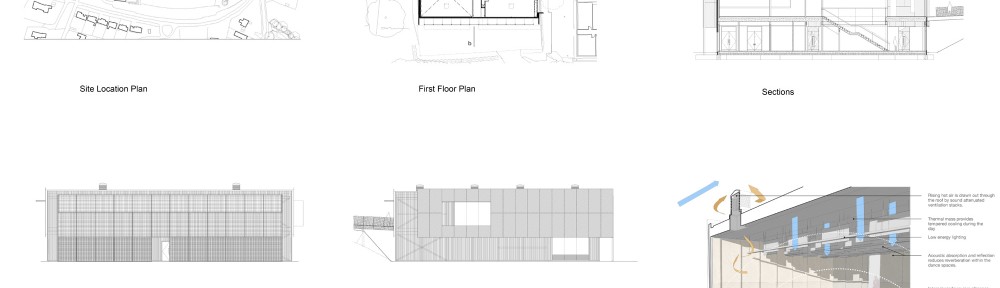 b
Site Location Plan
First Floor Plan
Sections
Rising hot air is drawn out through
the roof by sound attenuated
ventilation stacks.
Thermal mass provides
tempered cooling during the
day
Low energy lighting
Acoustic absorption and reflection
reduces reverberation within the
dance spaces.